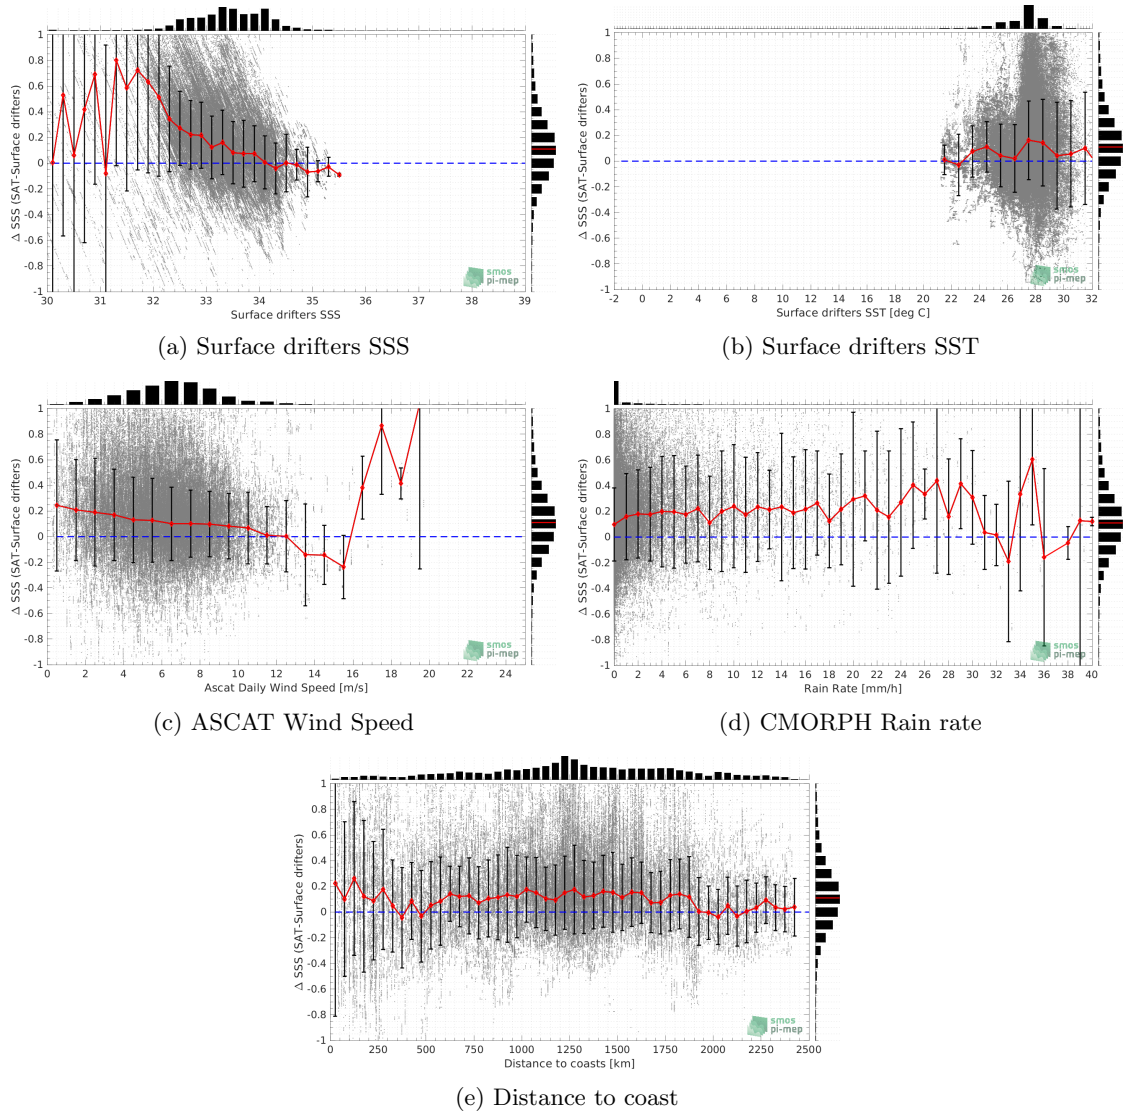 Δ SSS (SAT-Surface drifters)
1
0.8
0.6
0.4
0.2
0
-0.2
-0.4
-0.6
-0.8
-1
30 31 32 33 34 35 36 37 38 39
Surface drifters SSS
smos
pi-mep
(a) Surface drifters SSS
Δ SSS (SAT-Surface drifters)
1
0.8
0.6
0.4
0.2
0
-0.2
-0.4
-0.6
-0.8
-1
-2 0 2 4 6 8 10 12 14 16 18 20 22 24 26 28 30 32
Surface drifters SST [deg C]
smos
pi-mep
(b) Surface drifters SST
Δ SSS (SAT-Surface drifters)
1
0.8
0.6
0.4
0.2
0
-0.2
-0.4
-0.6
-0.8
-1
0 2 4 6 8 10 12 14 16 18 20 22 24
Ascat Daily Wind Speed [m/s]
smos
pi-mep
(c) ASCAT Wind Speed
Δ SSS (SAT-Surface drifters)
1
0.8
0.6
0.4
0.2
0
-0.2
-0.4
-0.6
-0.8
-1
0 2 4 6 8 10 12 14 16 18 20 22 24 26 28 30 32 34 36 38 40
Rain Rate [mm/h]
smos
pi-mep
(d) CMORPH Rain rate
Δ SSS (SAT-Surface drifters)
1
0.8
0.6
0.4
0.2
0
-0.2
-0.4
-0.6
-0.8
-1
0 250 500 750 1000 1250 1500 1750 2000 2250 2500
Distance to coasts [km]
smos
pi-mep
(e) Distance to coast